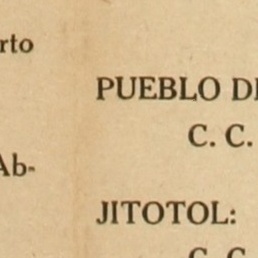 rto
Ab-
PUEBLO D
C. C.
JITOTOL:
C. C.